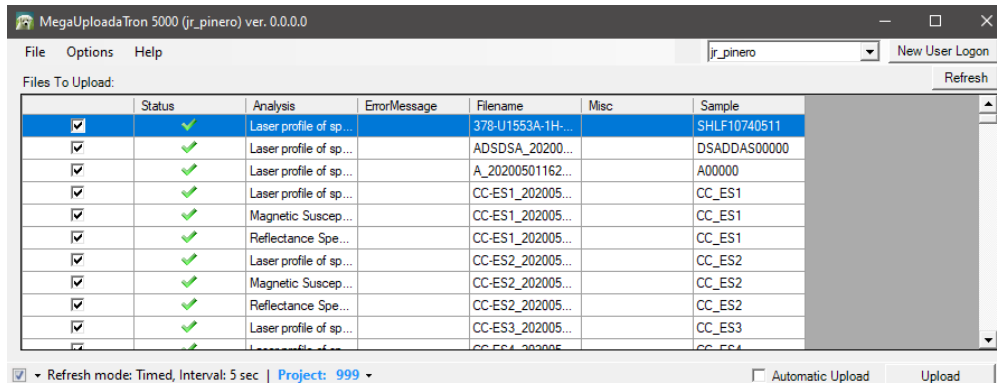 MegaUploadaTron 5000 (jr_pinero) ver. 0.0.0.0
File Options Help jr_pinero New User Logon
Files To Upload: Refresh
Status Analysis ErrorMessage Filename Misc Sample
Laser profile of sp... 378-U1553A-1H-... SHLF10740511
Laser profile of sp... ADSDSA_20200... DSADDAS00000
Laser profile of sp... A_20200501162... A00000
Laser profile of sp... CC-ES1_202005... CC_ES1
Magnetic Suscep... CC-ES1_202005... CC_ES1
Reflectance Spe... CC-ES1_202005... CC_ES1
Laser profile of sp... CC-ES2_202005... CC_ES2
Magnetic Suscep... CC-ES2_202005... CC_ES2
Reflectance Spe... CC-ES2_202005... CC_ES2
Laser profile of sp... CC-ES3_202005... CC_ES3
Refresh mode: Timed, Interval: 5 sec | Project: 999 Automatic Upload Upload